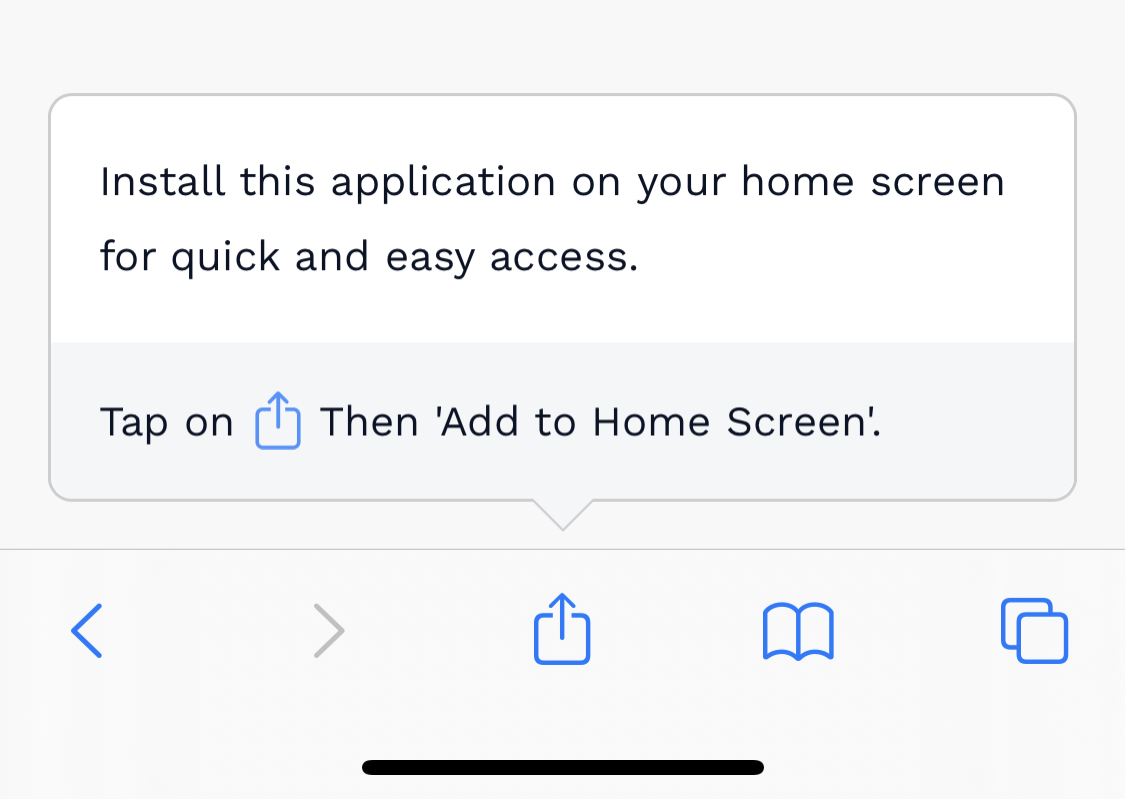 Install this application on your home screen
for quick and easy access.
Tap on Then 'Add to Home Screen'.